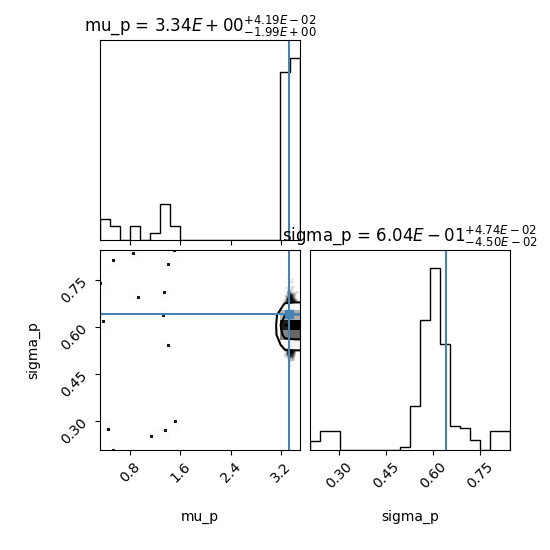 mu_p = 3.34E + 00+4.19E−02 −1.99E+00
sigma_p = 6.04E − 01+4.74E−02 −4.50E−02
0.75
0.60
0.45
0.30
sigma_p
0.8 1.6 2.4 3.2
0.30 0.45 0.60 0.75
mu_p
sigma_p